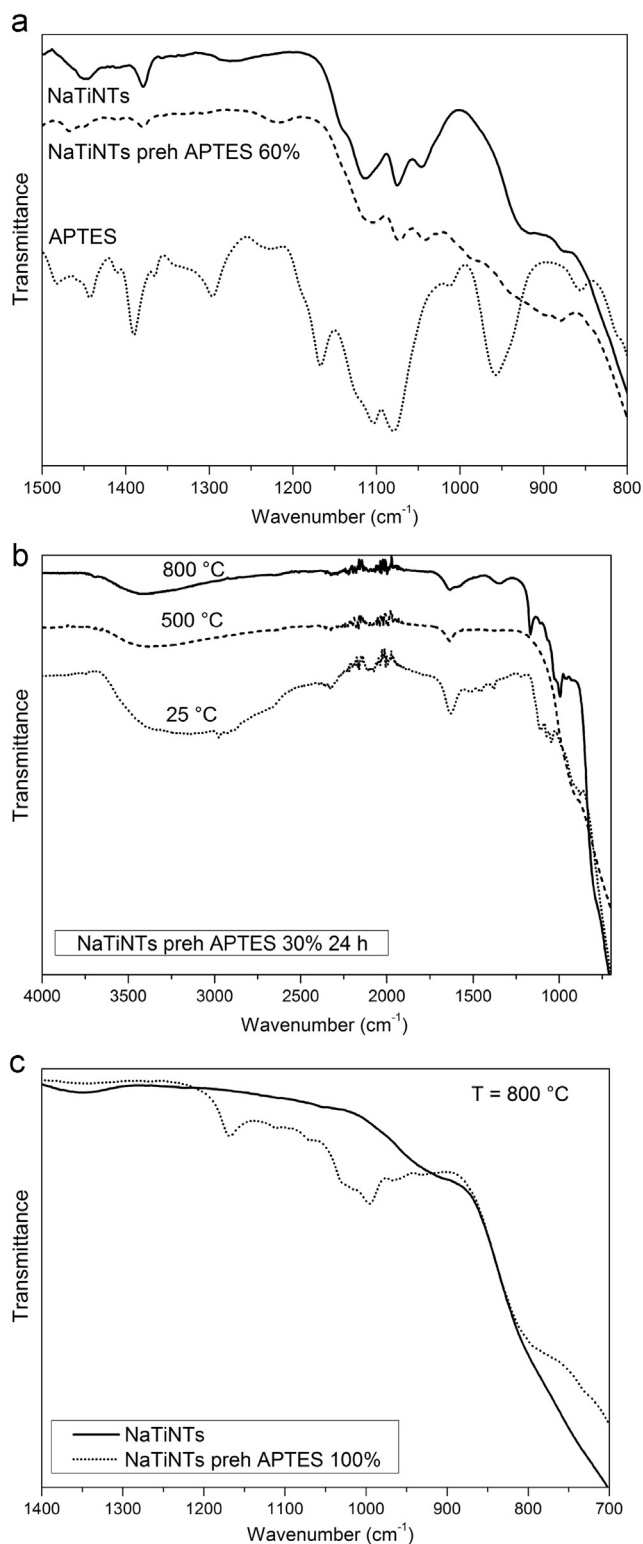 a
NaTiNTs
NaTiNTs preh APTES 60%
APTES
Transmittance
1500 1400 1300 1200 1100 1000 900 800
Wavenumber (cm⁻¹)
b
800 °C
500 °C
25 °C
Transmittance
NaTiNTs preh APTES 30% 24 h
4000 3500 3000 2500 2000 1500 1000
Wavenumber (cm⁻¹)
c
T = 800 °C
Transmittance
NaTiNTs
NaTiNTs preh APTES 100%
1400 1300 1200 1100 1000 900 800 700
Wavenumber (cm⁻¹)